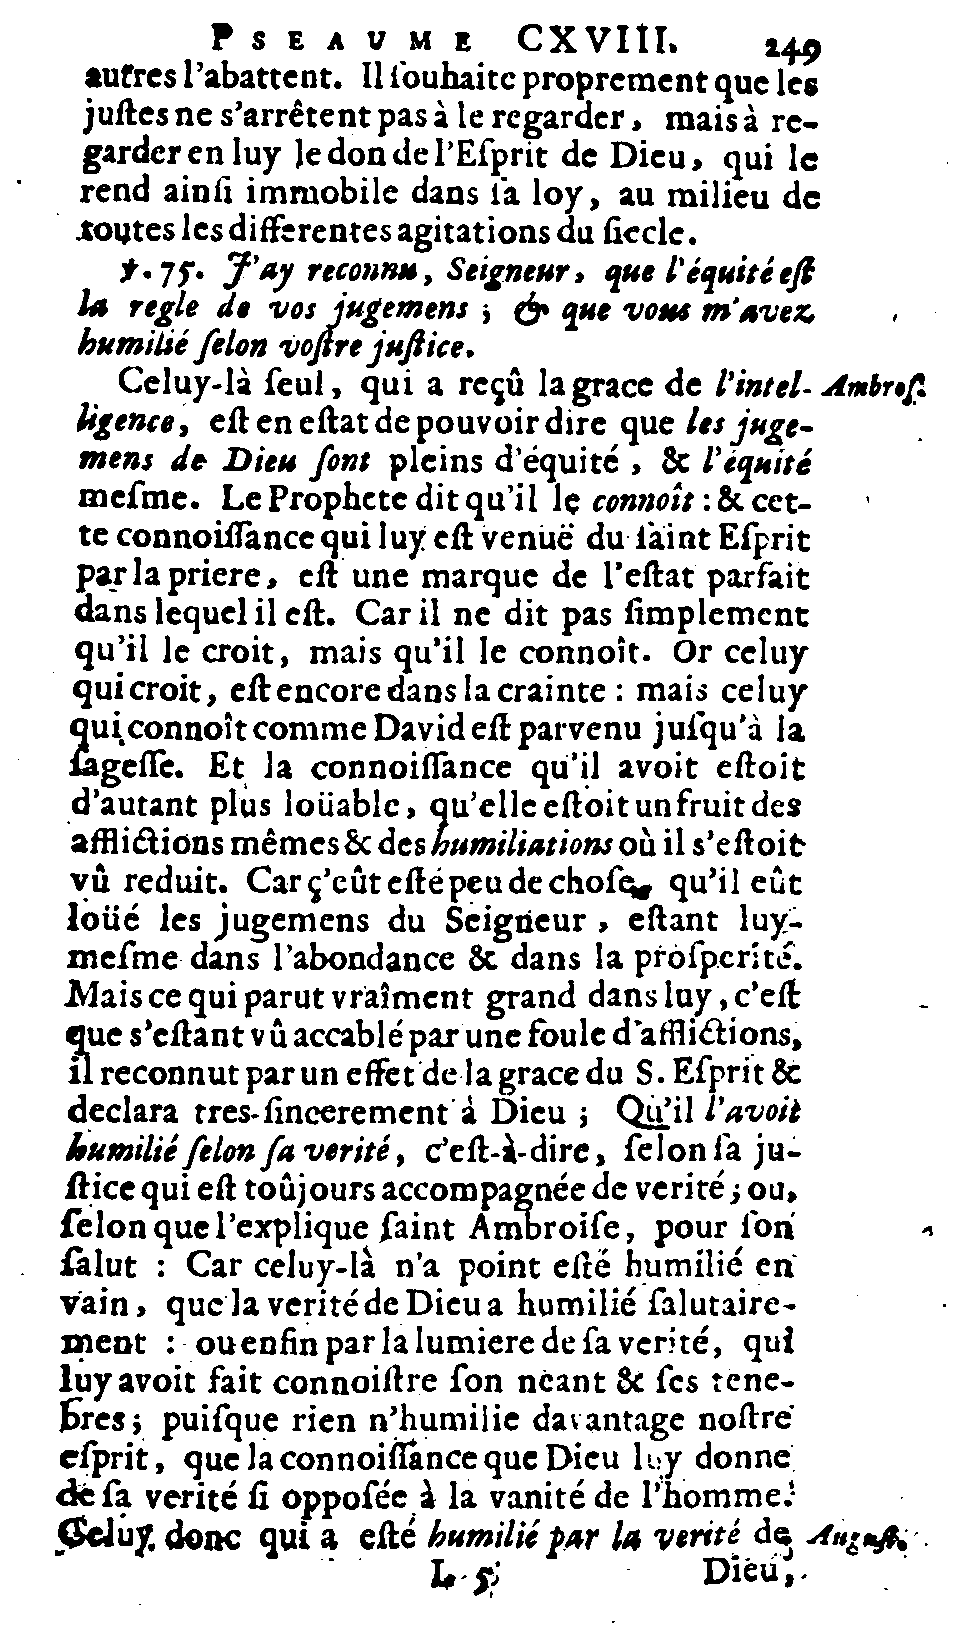 PSEAUME CXVIII. 249
autres l'abattent. Il ſouhaite proprement que les
juſtes ne s'arrêtent pas à le regarder, mais à re-
garder en luy le don de l'Eſprit de Dieu, qui le
rend ainſi immobile dans ſa loy, au milieu de
toutes les differentes agitations du ſiecle.
℣. 75. J'ay reconnu, Seigneur, que l'équité eſt
la regle de vos jugemens ; & que vous m'avez
humilié ſelon voſtre juſtice.
Celuy-là ſeul, qui a reçû la grace de l'intel- Ambroſ.
ligence, eſt en eſtat de pouvoir dire que les juge-
mens de Dieu ſont pleins d'équité, & l'équité
meſme. Le Prophete dit qu'il le connoît : & cet-
te connoiſſance qui luy eſt venuë du ſaint Eſprit
par la priere, eſt une marque de l'eſtat parfait
dans lequel il eſt. Car il ne dit pas ſimplement
qu'il le croit, mais qu'il le connoît. Or celuy
qui croit, eſt encore dans la crainte : mais celuy
qui connoît comme David eſt parvenu juſqu'à la
ſageſſe. Et la connoiſſance qu'il avoit eſtoit
d'autant plus loüable, qu'elle eſtoit un fruit des
afflictions mêmes & des humiliations où il s'eſtoit
vû reduit. Car ç'eût eſté peu de choſe, qu'il eût
loüé les jugemens du Seigneur, eſtant luy-
meſme dans l'abondance & dans la proſperité.
Mais ce qui parut vraîment grand dans luy, c'eſt
que s'eſtant vû accablé par une foule d'afflictions,
il reconnut par un effet de la grace du S. Eſprit &
declara tres-ſincerement à Dieu ; Qu'il l'avoit
humilié ſelon ſa verité, c'eſt-à-dire, ſelon ſa ju-
ſtice qui eſt toûjours accompagnée de verité ; ou,
ſelon que l'explique ſaint Ambroiſe, pour ſon
ſalut : Car celuy-là n'a point eſté humilié en
vain, que la verité de Dieu a humilié ſalutaire-
ment : ou enfin par la lumiere de ſa verité, qui
luy avoit fait connoiſtre ſon neant & ſes tene-
bres ; puiſque rien n'humilie davantage noſtre
eſprit, que la connoiſſance que Dieu luy donne
de ſa verité ſi oppoſée à la vanité de l'homme.
Celuy donc qui a eſté humilié par la verité de Auguſt.
L 5 Dieu,